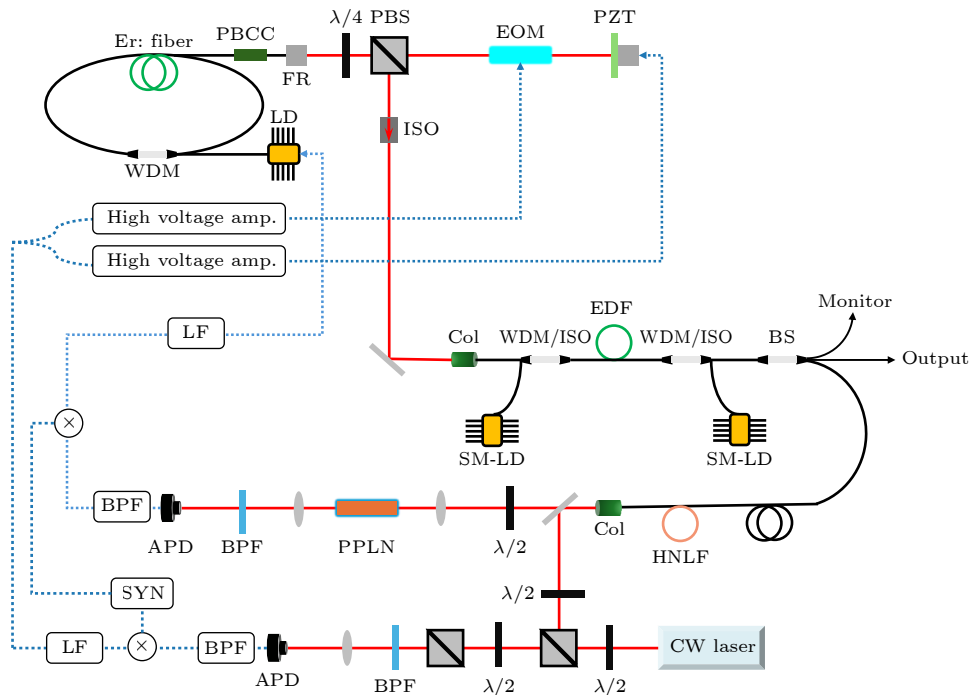 λ/4
PBS
EOM
PZT
PBCC
Er: fiber
FR
LD
ISO
WDM
High voltage amp.
High voltage amp.
Monitor
EDF
LF
Col
WDM/ISO
WDM/ISO
BS
Output
×
SM-LD
SM-LD
BPF
APD
BPF
PPLN
λ/2
Col
HNLF
SYN
λ/2
LF
×
BPF
CW laser
APD
BPF
λ/2
λ/2